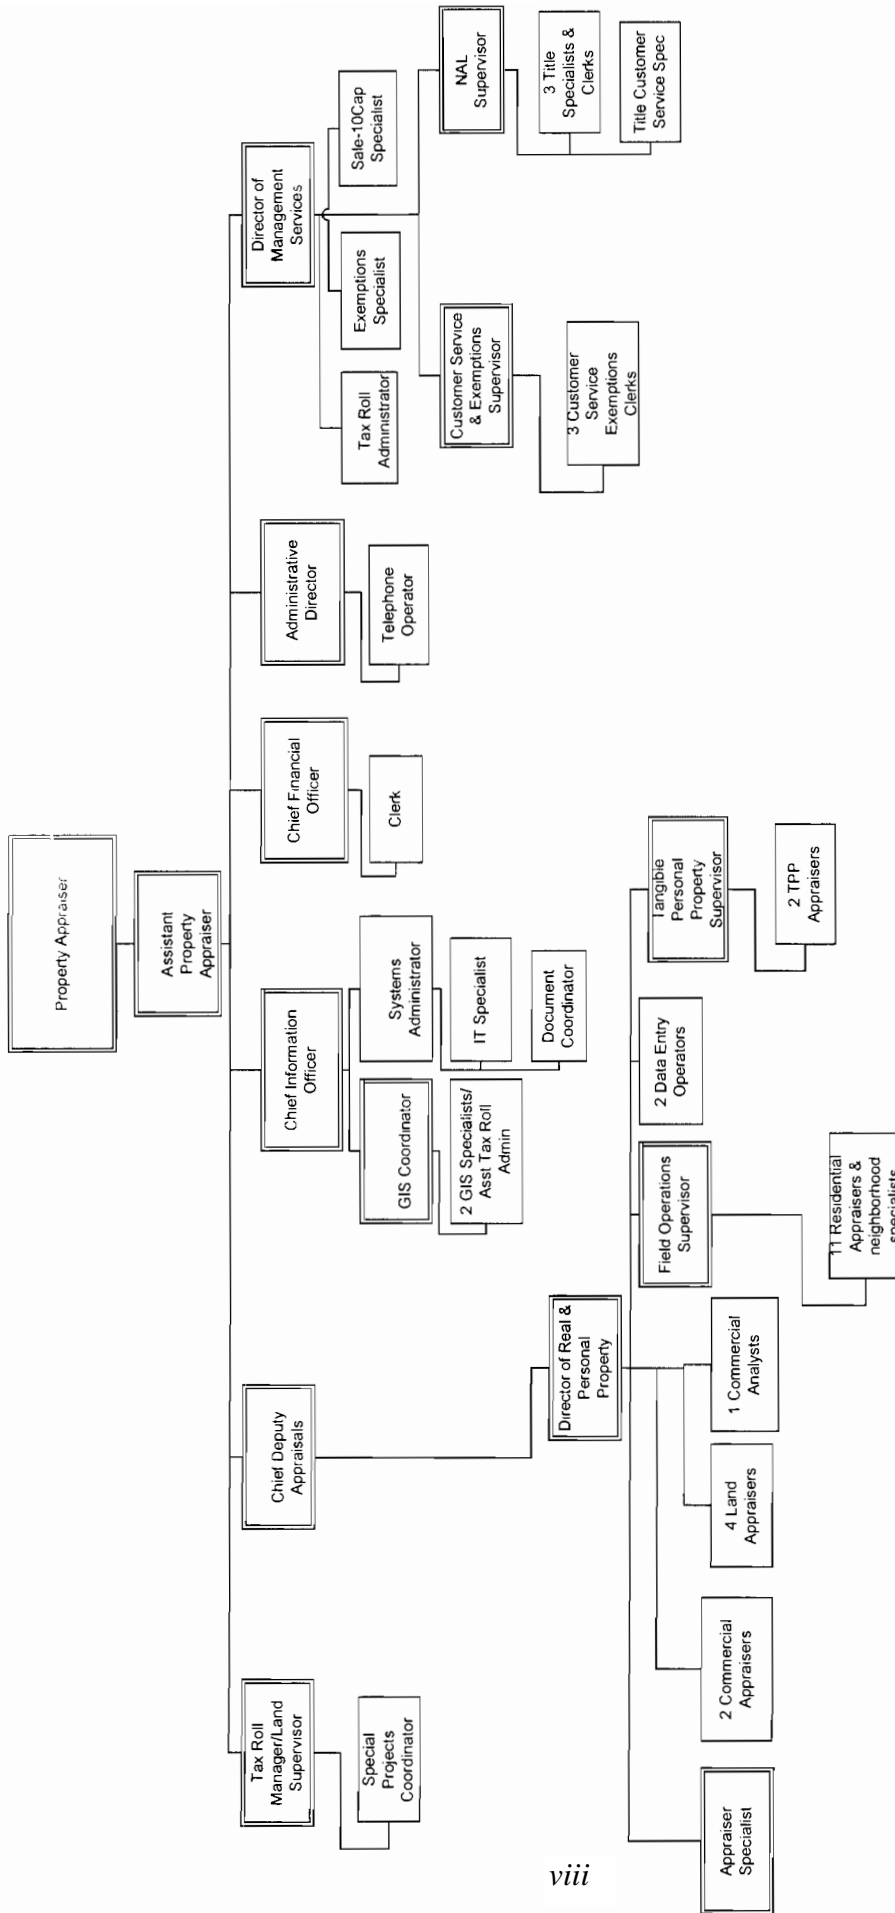 Property Appraiser
Assistant
Property
Appraiser
Tax Roll
Manager/Land
Supervisor
Special
Projects
Coordinator
Chief Deputy
Appraisals
Director of Real &
Personal
Property
Appraiser
Specialist
2 Commercial
Appraisers
4 Land
Appraisers
1 Commercial
Analysts
Field Operations
Supervisor
11 Residential
Appraisers &
neighborhood
specialists
2 Data Entry
Operators
Tangible
Personal
Property
Supervisor
2 TPP
Appraisers
Chief Information
Officer
GIS Coordinator
2 GIS Specialists/
Asst Tax Roll
Admin
Systems
Administrator
IT Specialist
Document
Coordinator
Chief Financial
Officer
Clerk
Administrative
Director
Telephone
Operator
Director of
Management
Services
Tax Roll
Administrator
Exemptions
Specialist
Sale-10Cap
Specialist
Customer Service
& Exemptions
Supervisor
3 Customer
Service
Exemptions
Clerks
NAL
Supervisor
3 Title
Specialists &
Clerks
Title Customer
Service Spec
viii